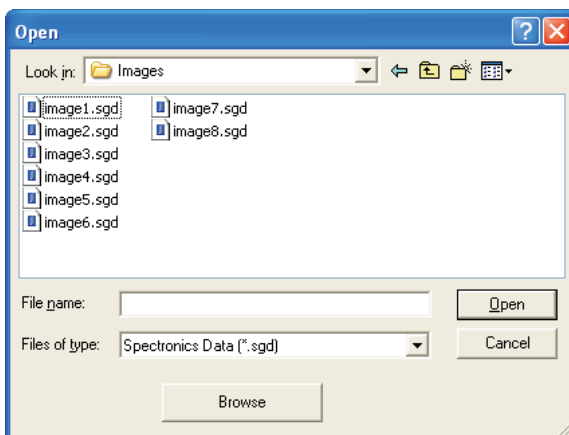 Open
Look in: Images
image1.sgd image7.sgd
image2.sgd image8.sgd
image3.sgd
image4.sgd
image5.sgd
image6.sgd
File name: Open
Files of type: Spectronics Data (*.sgd) Cancel
Browse